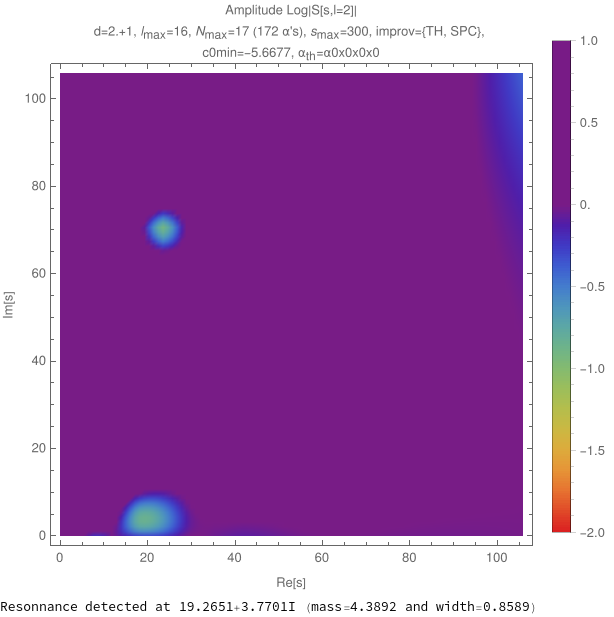 Amplitude Log|S[s,l=2]|
d=2.+1, lmax=16, Nmax=17 (172 α's), smax=300, improv={TH, SPC},
c0min=−5.6677, αth=α0x0x0x0
100
80
60
40
20
0
Im[s]
0 20 40 60 80 100
Re[s]
1.0
0.5
0.
−0.5
−1.0
−1.5
−2.0
Resonnance detected at 19.2651+3.7701I (mass=4.3892 and width=0.8589)